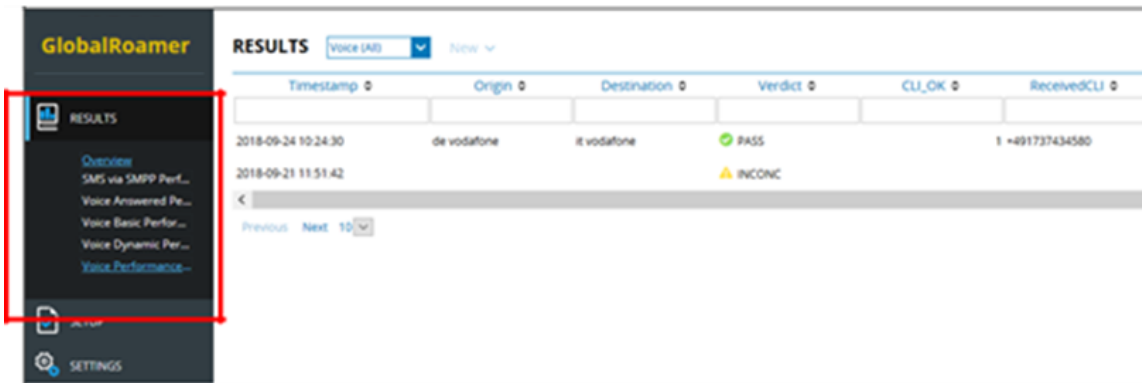 GlobalRoamer
RESULTS
Overview
SMS via SMPP Perf...
Voice Answered Pe...
Voice Basic Perfor...
Voice Dynamic Per...
Voice Performance...
SETUP
SETTINGS
RESULTS Voice (All) New
Timestamp Origin Destination Verdict CLI_OK ReceivedCLI
2018-09-24 10:24:30 de vodafone it vodafone PASS 1 +491737434580
2018-09-21 11:51:42 INCONC
Previous Next 10